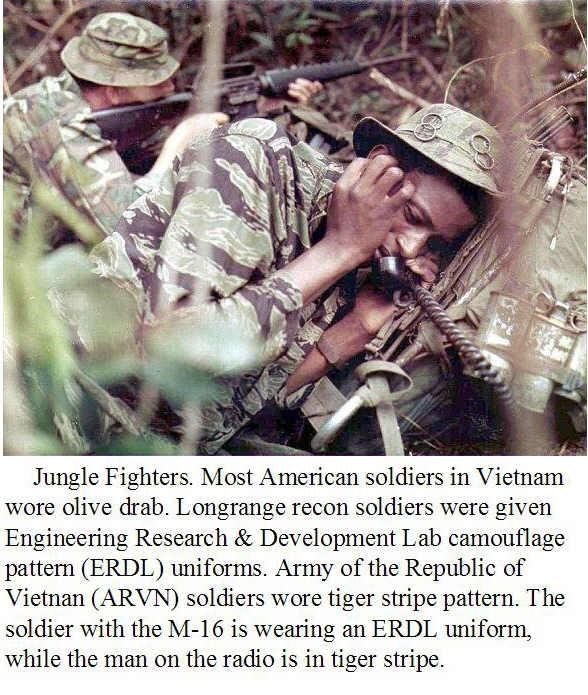 Jungle Fighters. Most American soldiers in Vietnam
wore olive drab. Longrange recon soldiers were given
Engineering Research & Development Lab camouflage
pattern (ERDL) uniforms. Army of the Republic of
Vietnan (ARVN) soldiers wore tiger stripe pattern. The
soldier with the M-16 is wearing an ERDL uniform,
while the man on the radio is in tiger stripe.